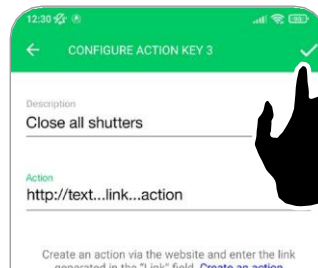 12:30
CONFIGURE ACTION KEY 3
Description
Close all shutters
Action
http://text...link...action
Create an action via the website and enter the link
generated in the "Link" field. Create an action